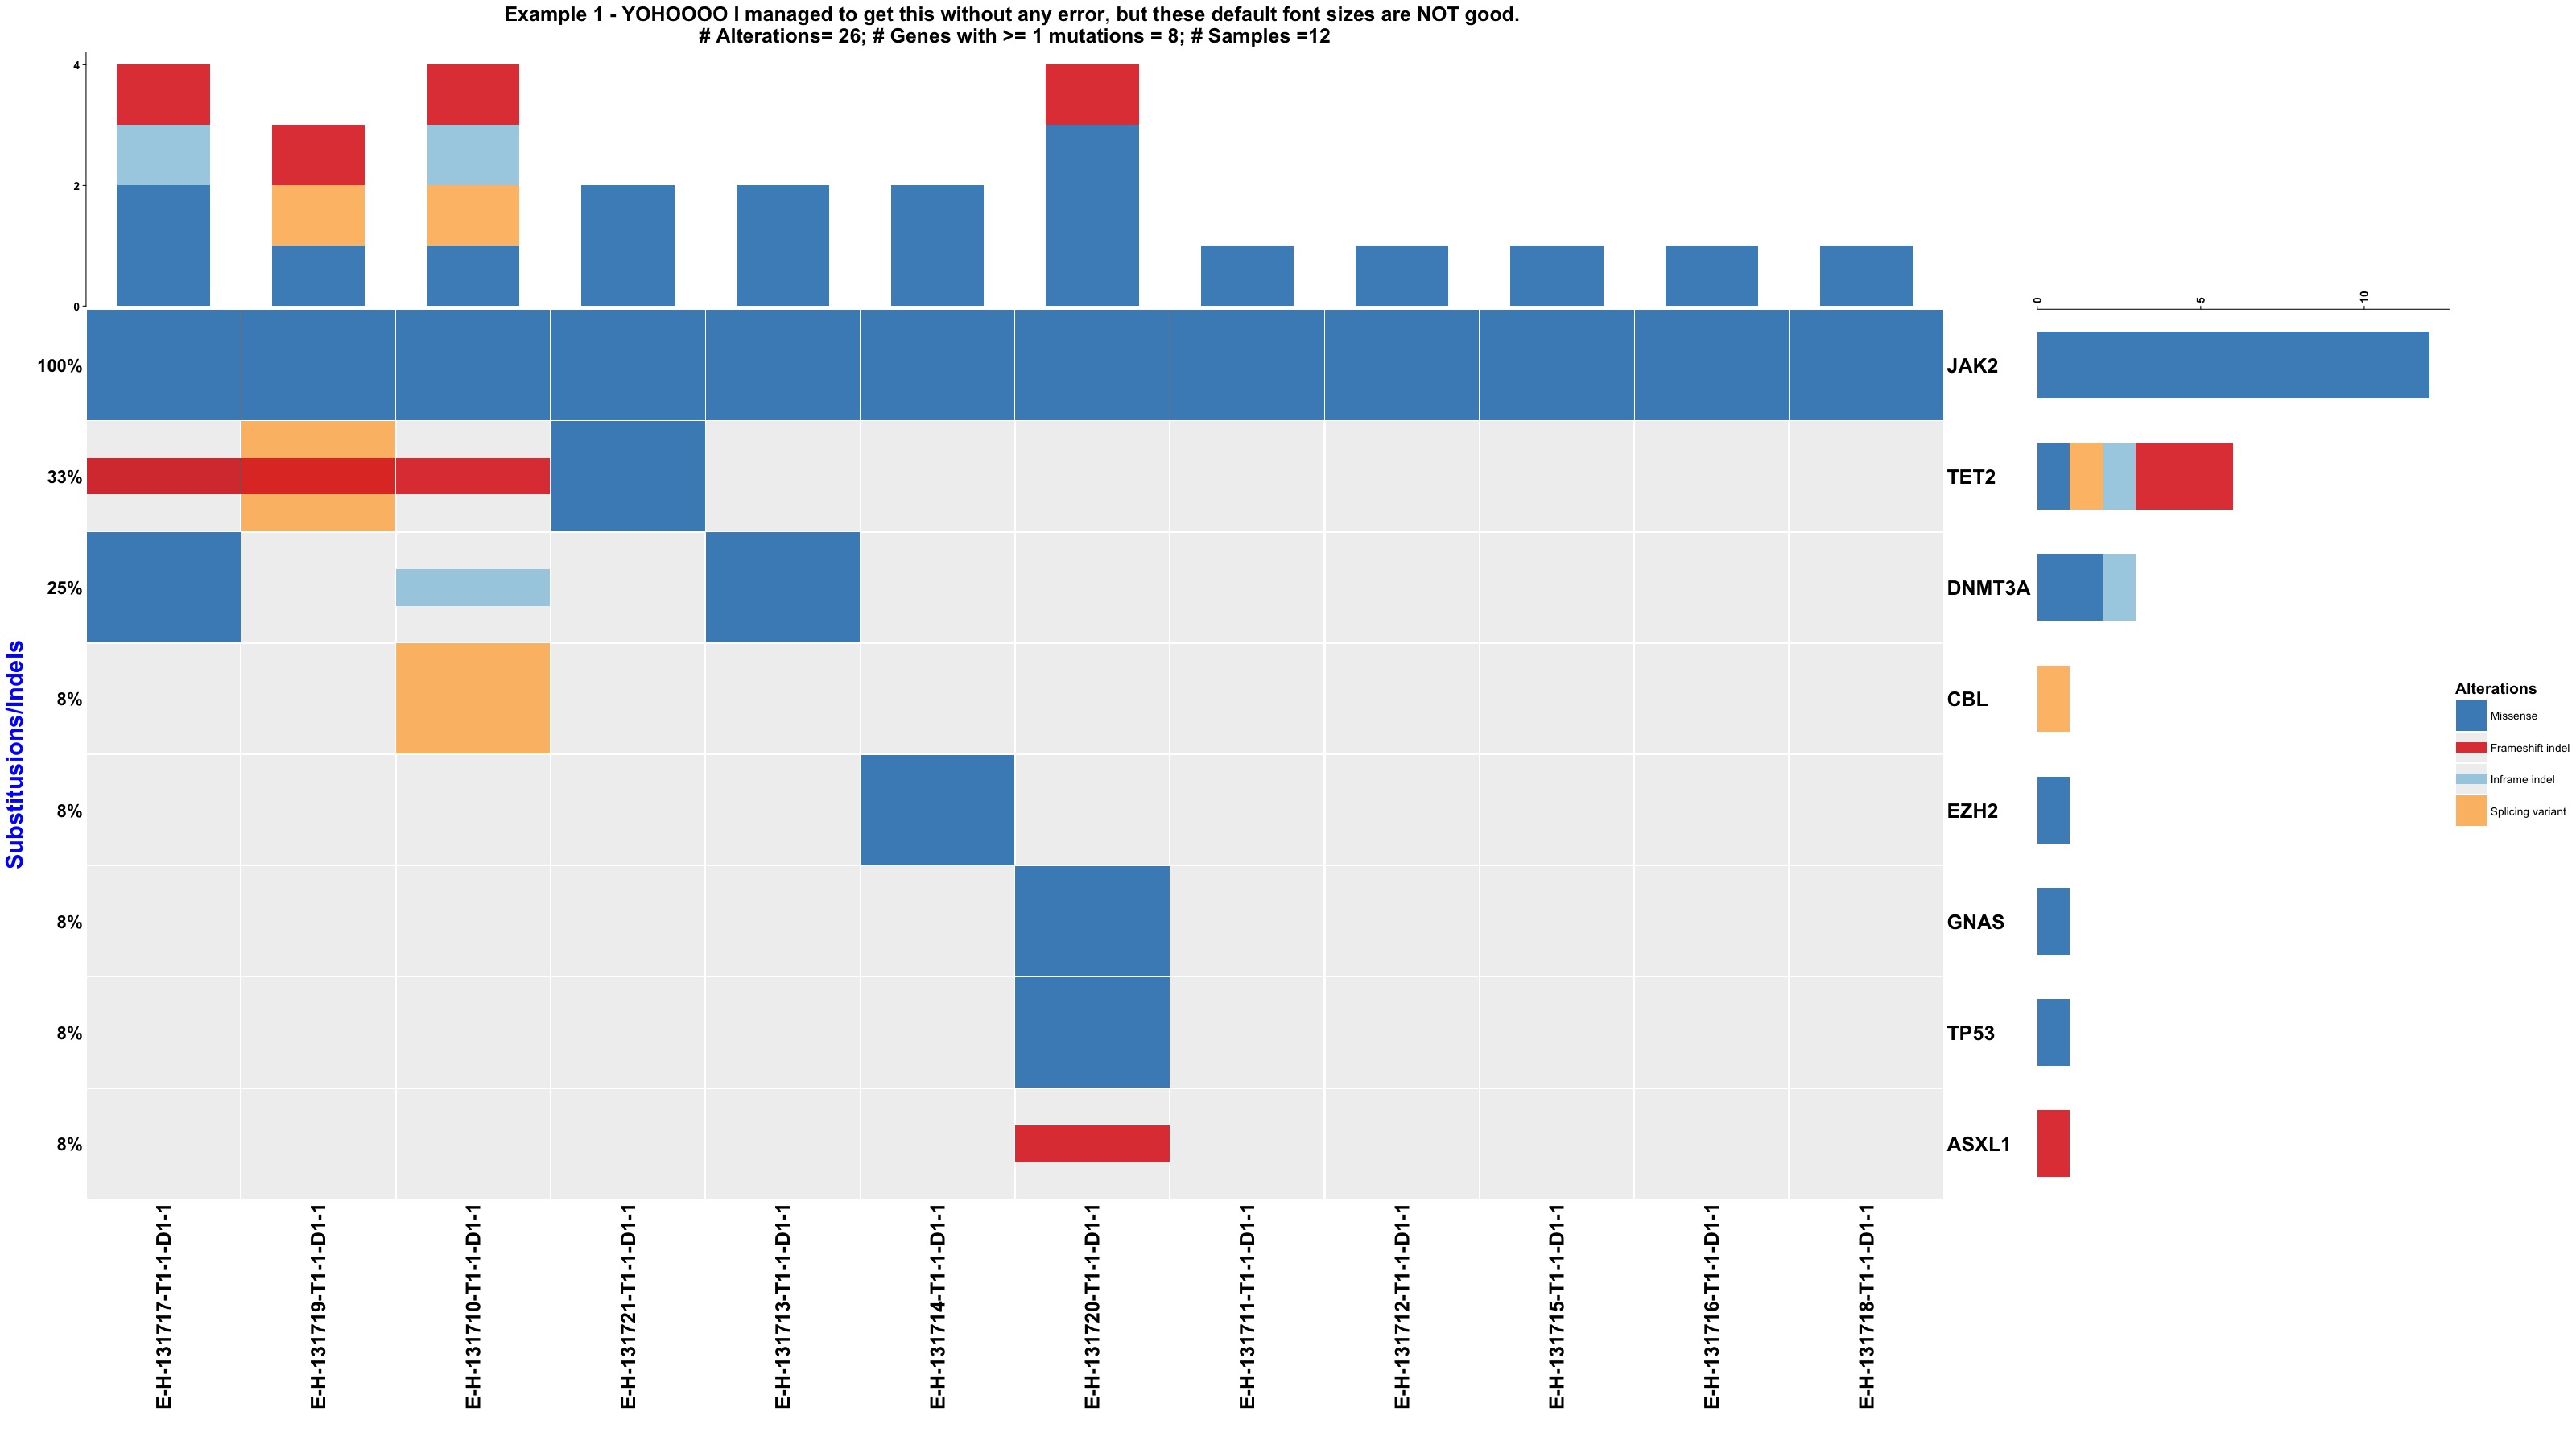 Example 1 - YOHOOOO I managed to get this without any error, but these default font sizes are NOT good.
# Alterations= 26; # Genes with >= 1 mutations = 8; # Samples =12
4
2
0
0
5
10
100%
JAK2
33%
TET2
25%
DNMT3A
8%
CBL
8%
EZH2
8%
GNAS
8%
TP53
8%
ASXL1
Substitusions/Indels
Alterations
Missense
Frameshift indel
Inframe indel
Splicing variant
E-H-131717-T1-1-D1-1
E-H-131719-T1-1-D1-1
E-H-131710-T1-1-D1-1
E-H-131721-T1-1-D1-1
E-H-131713-T1-1-D1-1
E-H-131714-T1-1-D1-1
E-H-131720-T1-1-D1-1
E-H-131711-T1-1-D1-1
E-H-131712-T1-1-D1-1
E-H-131715-T1-1-D1-1
E-H-131716-T1-1-D1-1
E-H-131718-T1-1-D1-1